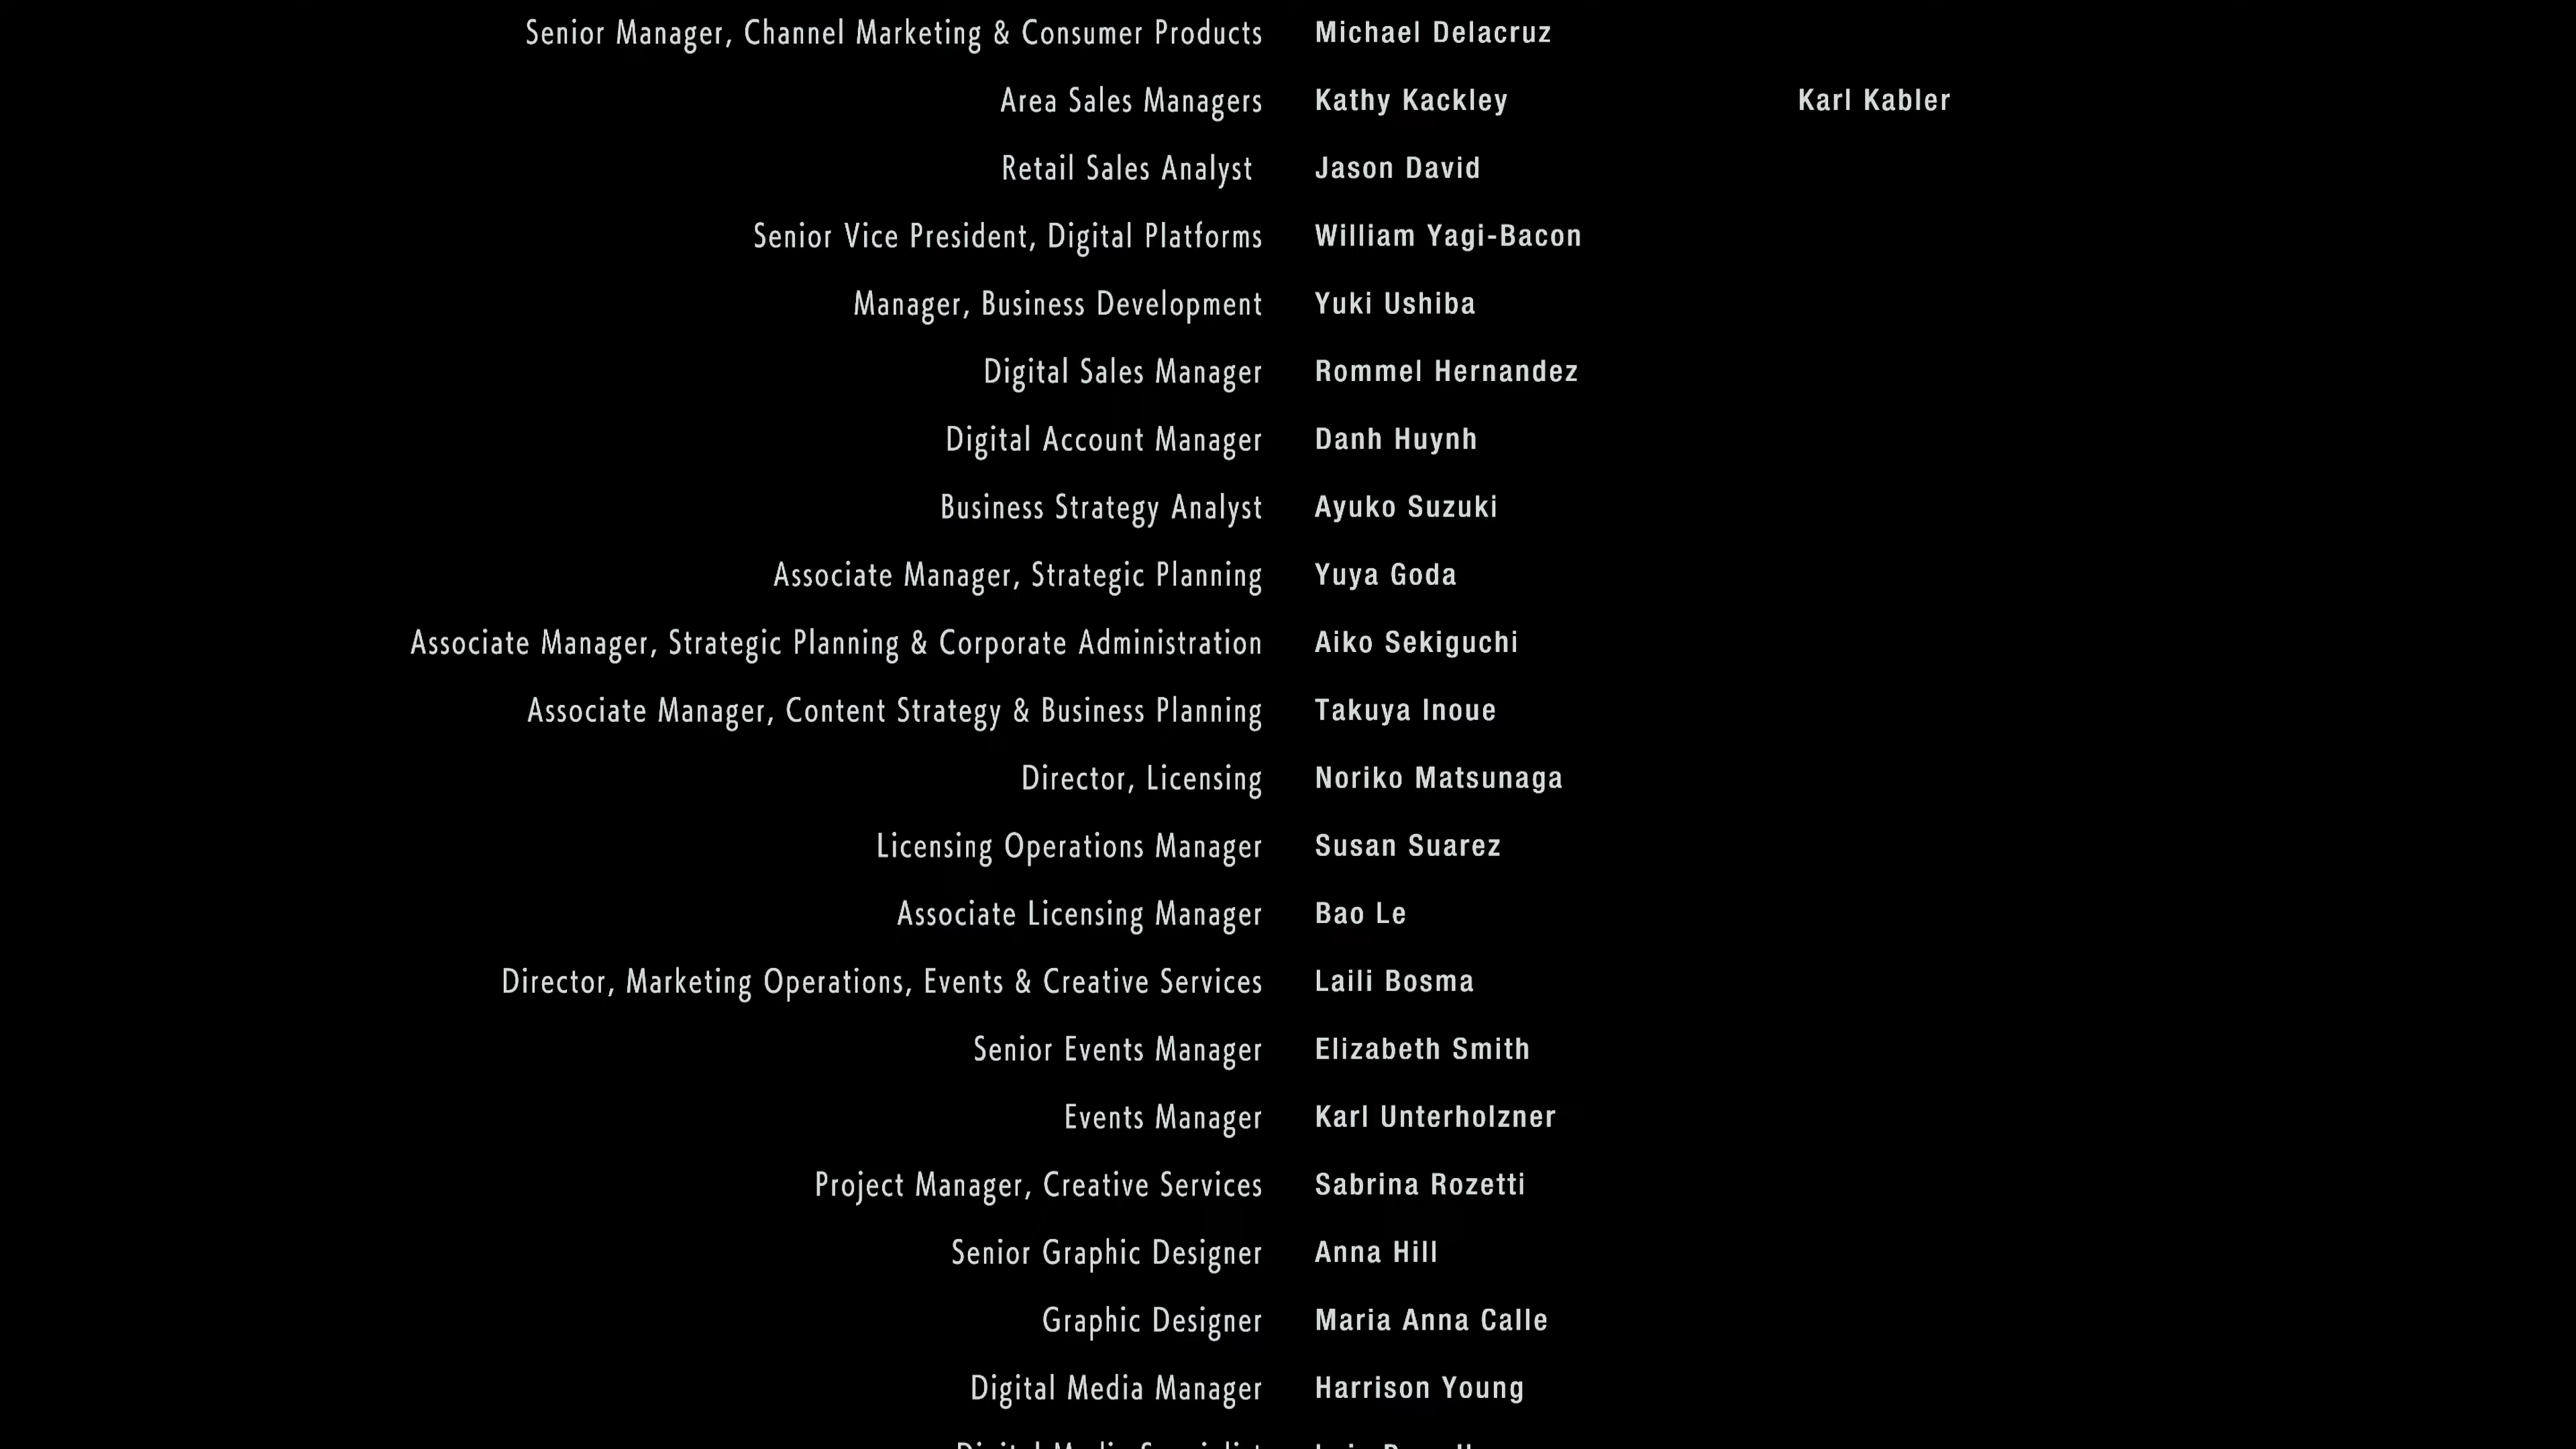 Senior Manager, Channel Marketing & Consumer Products Michael Delacruz
Area Sales Managers Kathy Kackley Karl Kabler
Retail Sales Analyst Jason David
Senior Vice President, Digital Platforms William Yagi-Bacon
Manager, Business Development Yuki Ushiba
Digital Sales Manager Rommel Hernandez
Digital Account Manager Danh Huynh
Business Strategy Analyst Ayuko Suzuki
Associate Manager, Strategic Planning Yuya Goda
Associate Manager, Strategic Planning & Corporate Administration Aiko Sekiguchi
Associate Manager, Content Strategy & Business Planning Takuya Inoue
Director, Licensing Noriko Matsunaga
Licensing Operations Manager Susan Suarez
Associate Licensing Manager Bao Le
Director, Marketing Operations, Events & Creative Services Laili Bosma
Senior Events Manager Elizabeth Smith
Events Manager Karl Unterholzner
Project Manager, Creative Services Sabrina Rozetti
Senior Graphic Designer Anna Hill
Graphic Designer Maria Anna Calle
Digital Media Manager Harrison Young
Digital Media Specialist